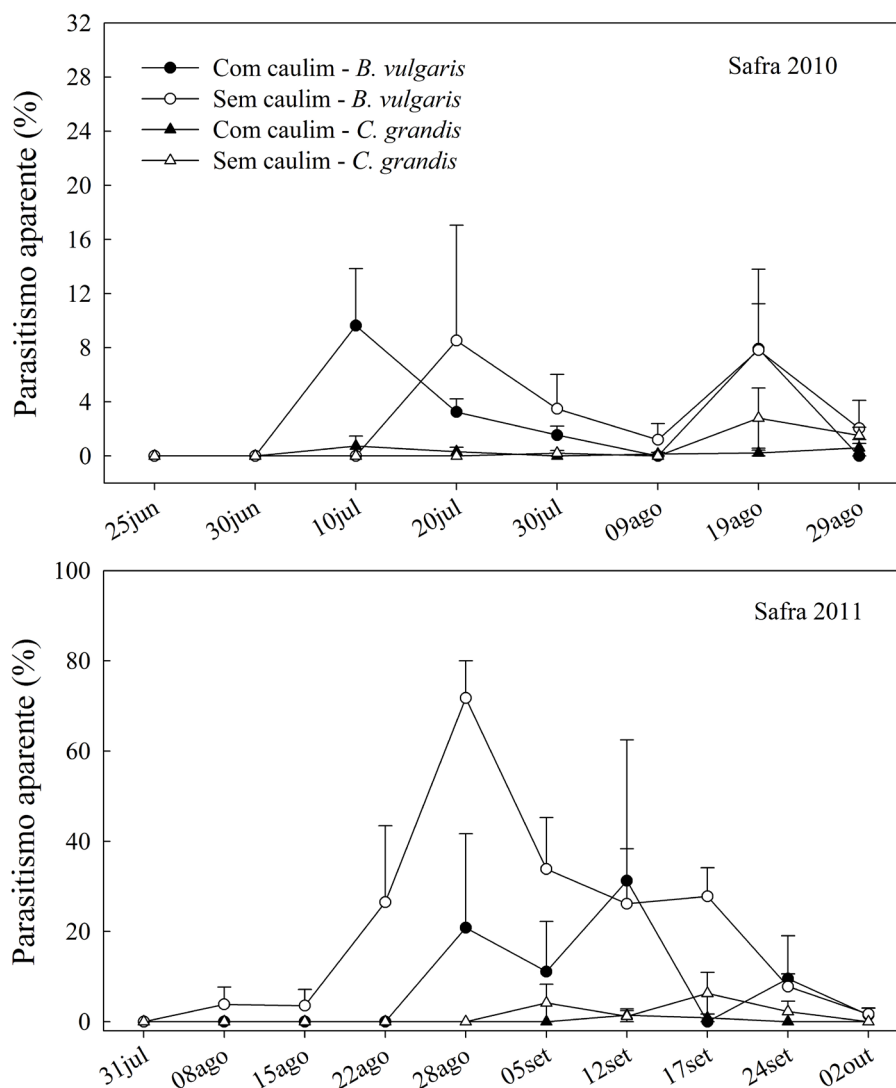 Parasitismo aparente (%)
32
28
24
20
16
12
8
4
0
Com caulim - B. vulgaris
Sem caulim - B. vulgaris
Com caulim - C. grandis
Sem caulim - C. grandis
Safra 2010
25jun 30jun 10jul 20jul 30jul 09ago 19ago 29ago
Parasitismo aparente (%)
100
80
60
40
20
0
Safra 2011
31jul 08ago 15ago 22ago 28ago 05set 12set 17set 24set 02out